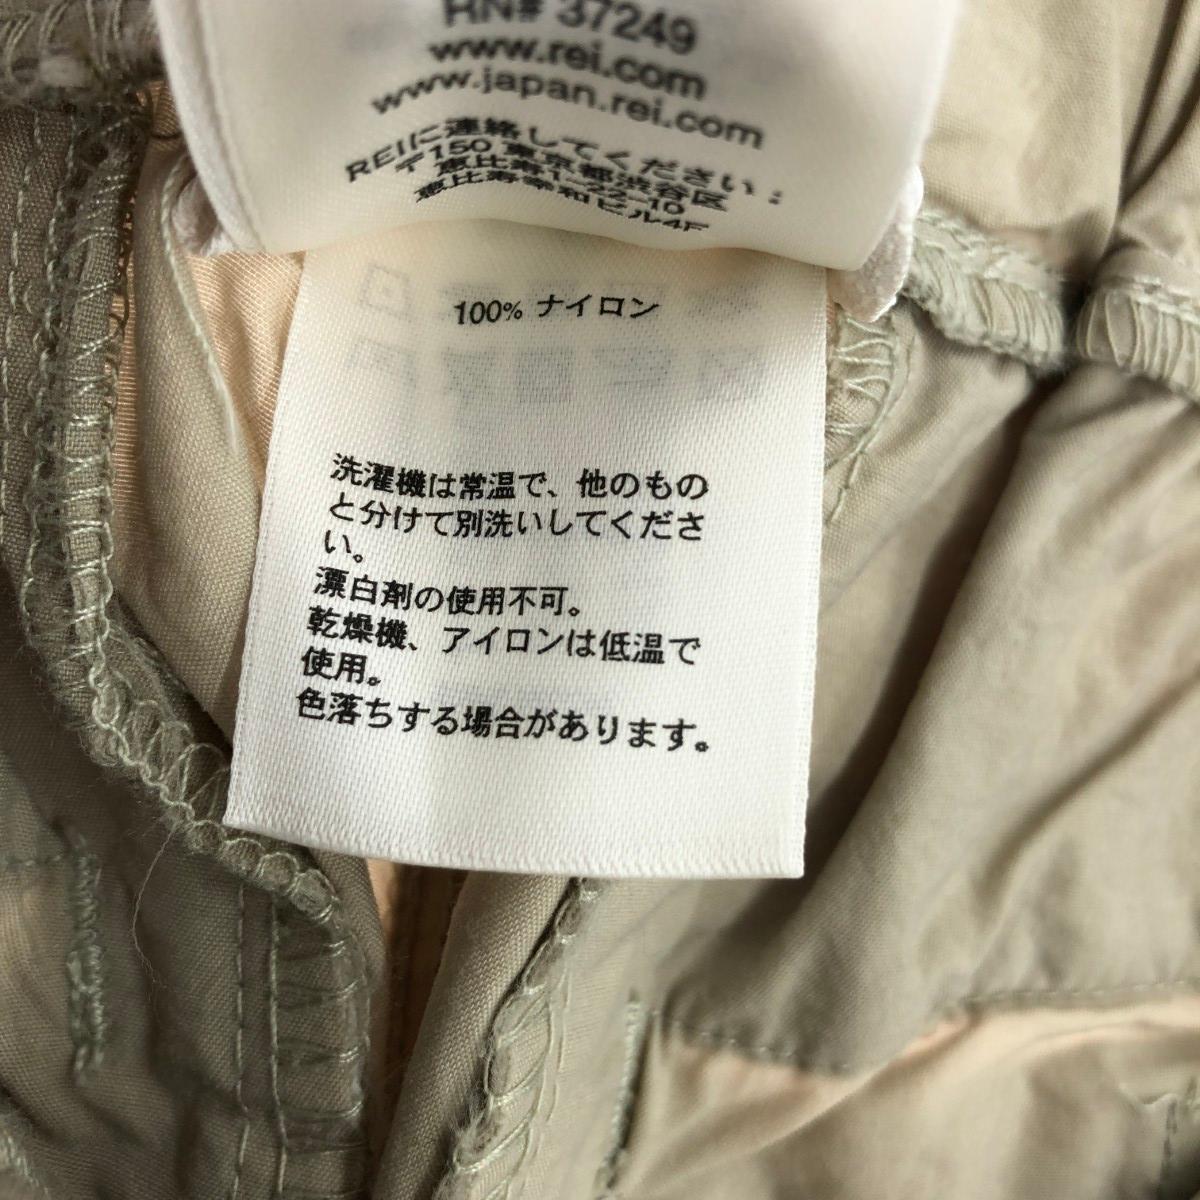 RN# 37249
www.rei.com
www.japan.rei.com
REIに連絡してください：
〒150 東京都渋谷区
恵比寿1-22-10
恵比寿幸和ビル4F
100% ナイロン
洗濯機は常温で、他のもの
と分けて別洗いしてくださ
い。
漂白剤の使用不可。
乾燥機、アイロンは低温で
使用。
色落ちする場合があります。